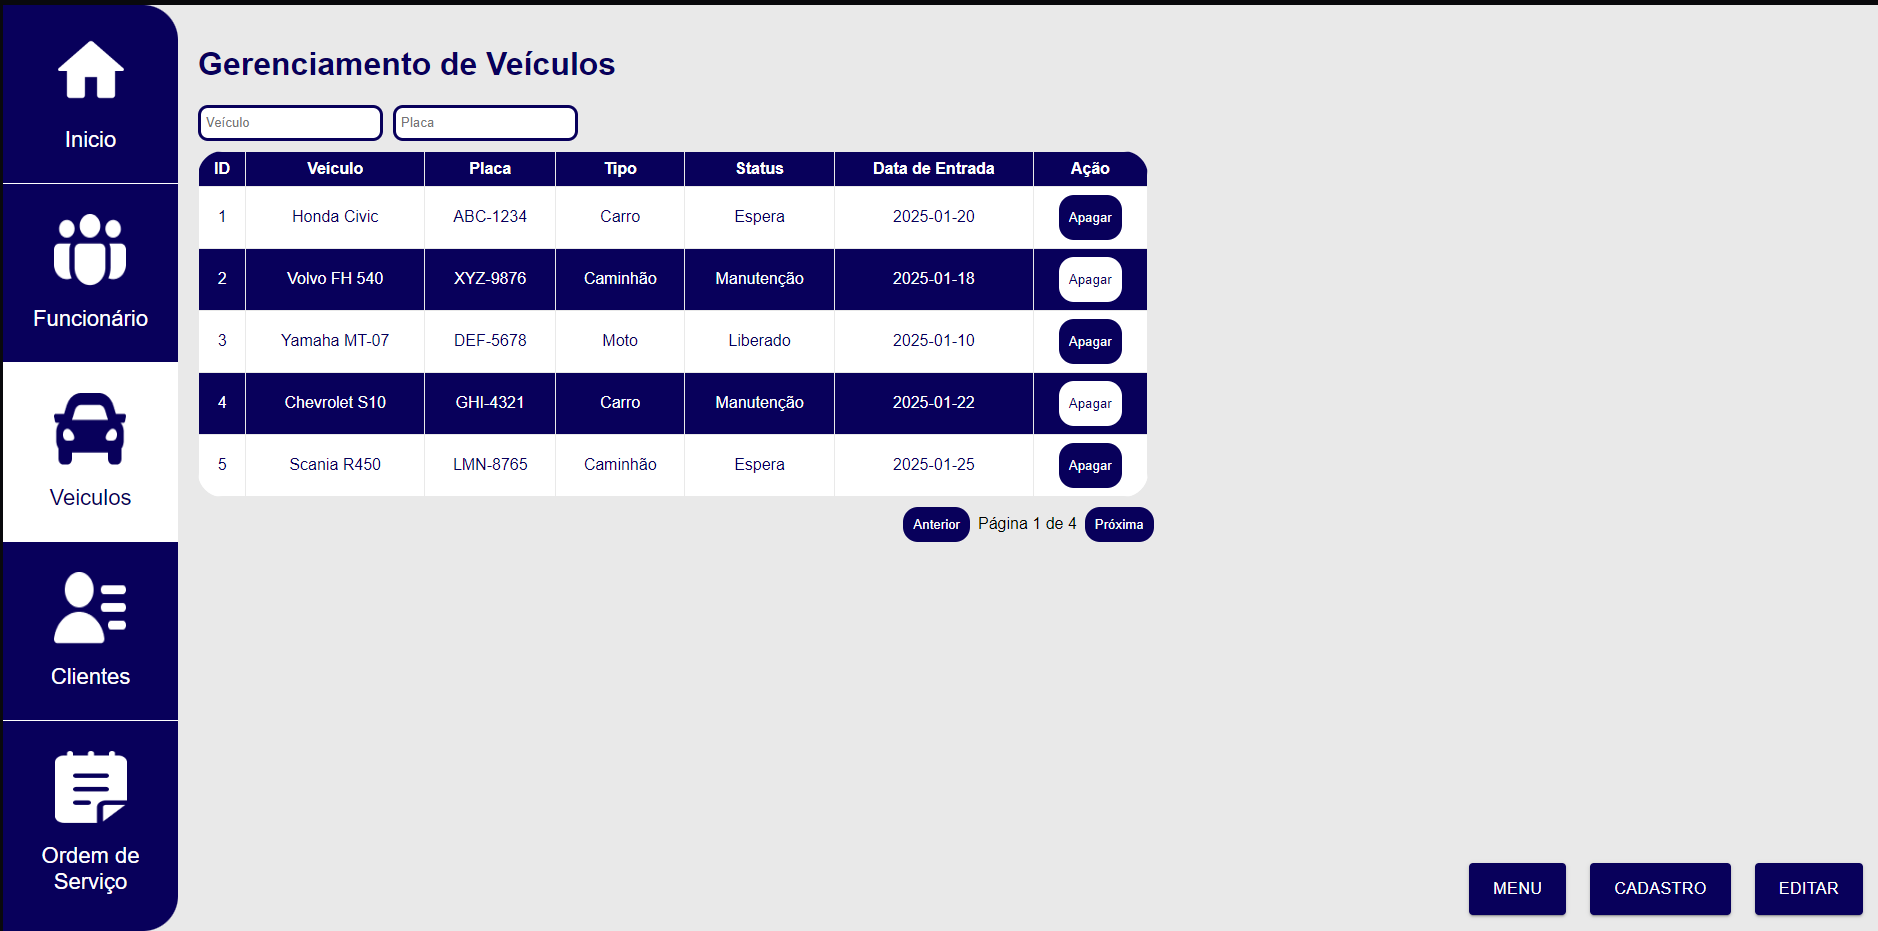 Inicio
Funcionário
Veiculos
Clientes
Ordem de
Serviço
Gerenciamento de Veículos
Veículo Placa
ID Veículo Placa Tipo Status Data de Entrada Ação
1 Honda Civic ABC-1234 Carro Espera 2025-01-20 Apagar
2 Volvo FH 540 XYZ-9876 Caminhão Manutenção 2025-01-18 Apagar
3 Yamaha MT-07 DEF-5678 Moto Liberado 2025-01-10 Apagar
4 Chevrolet S10 GHI-4321 Carro Manutenção 2025-01-22 Apagar
5 Scania R450 LMN-8765 Caminhão Espera 2025-01-25 Apagar
Anterior Página 1 de 4 Próxima
MENU CADASTRO EDITAR